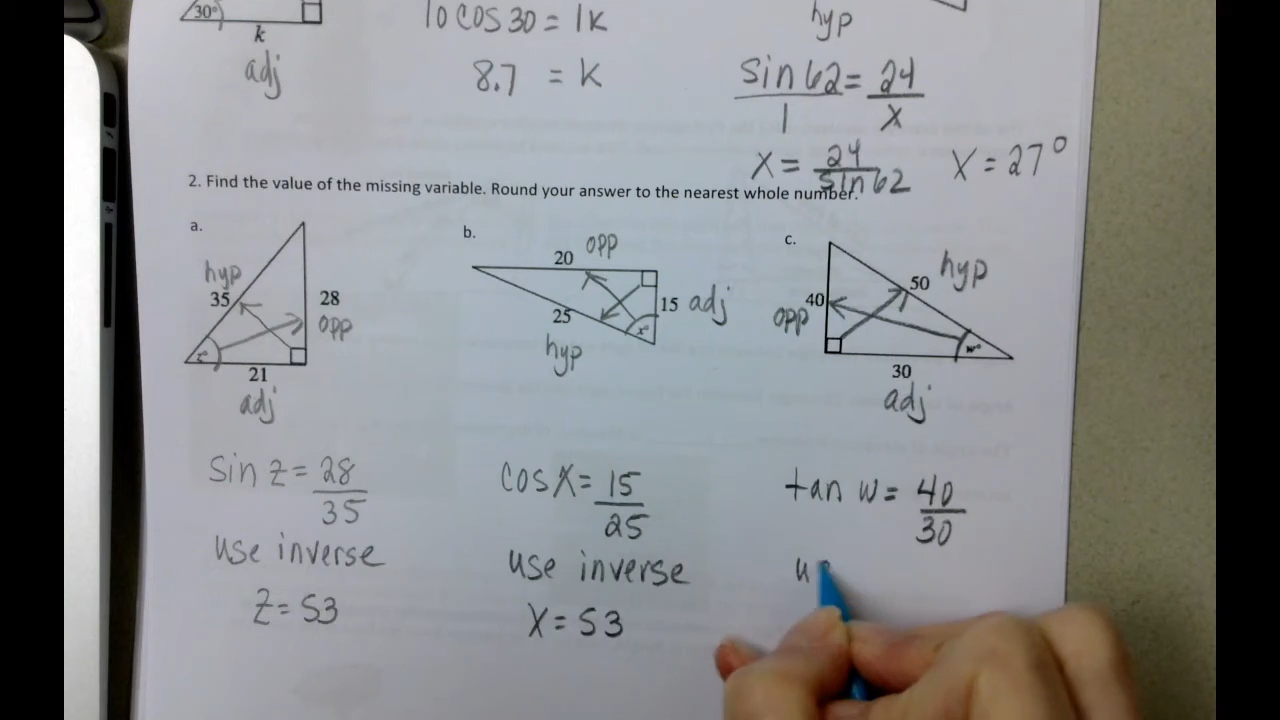 30°
k
adj
10 cos 30 = 1k
8.7 = k
hyp
sin 62 = 24
1 x
x = 24 x = 27°
sin 62
2. Find the value of the missing variable. Round your answer to the nearest whole number.
a.
hyp
35
28
opp
z°
21
adj
b.
20 opp
15 adj
25
x°
hyp
c.
50 hyp
40
opp
w°
30
adj
sin z = 28
35
use inverse
z = 53
cos x = 15
25
use inverse
x = 53
tan w = 40
30
us